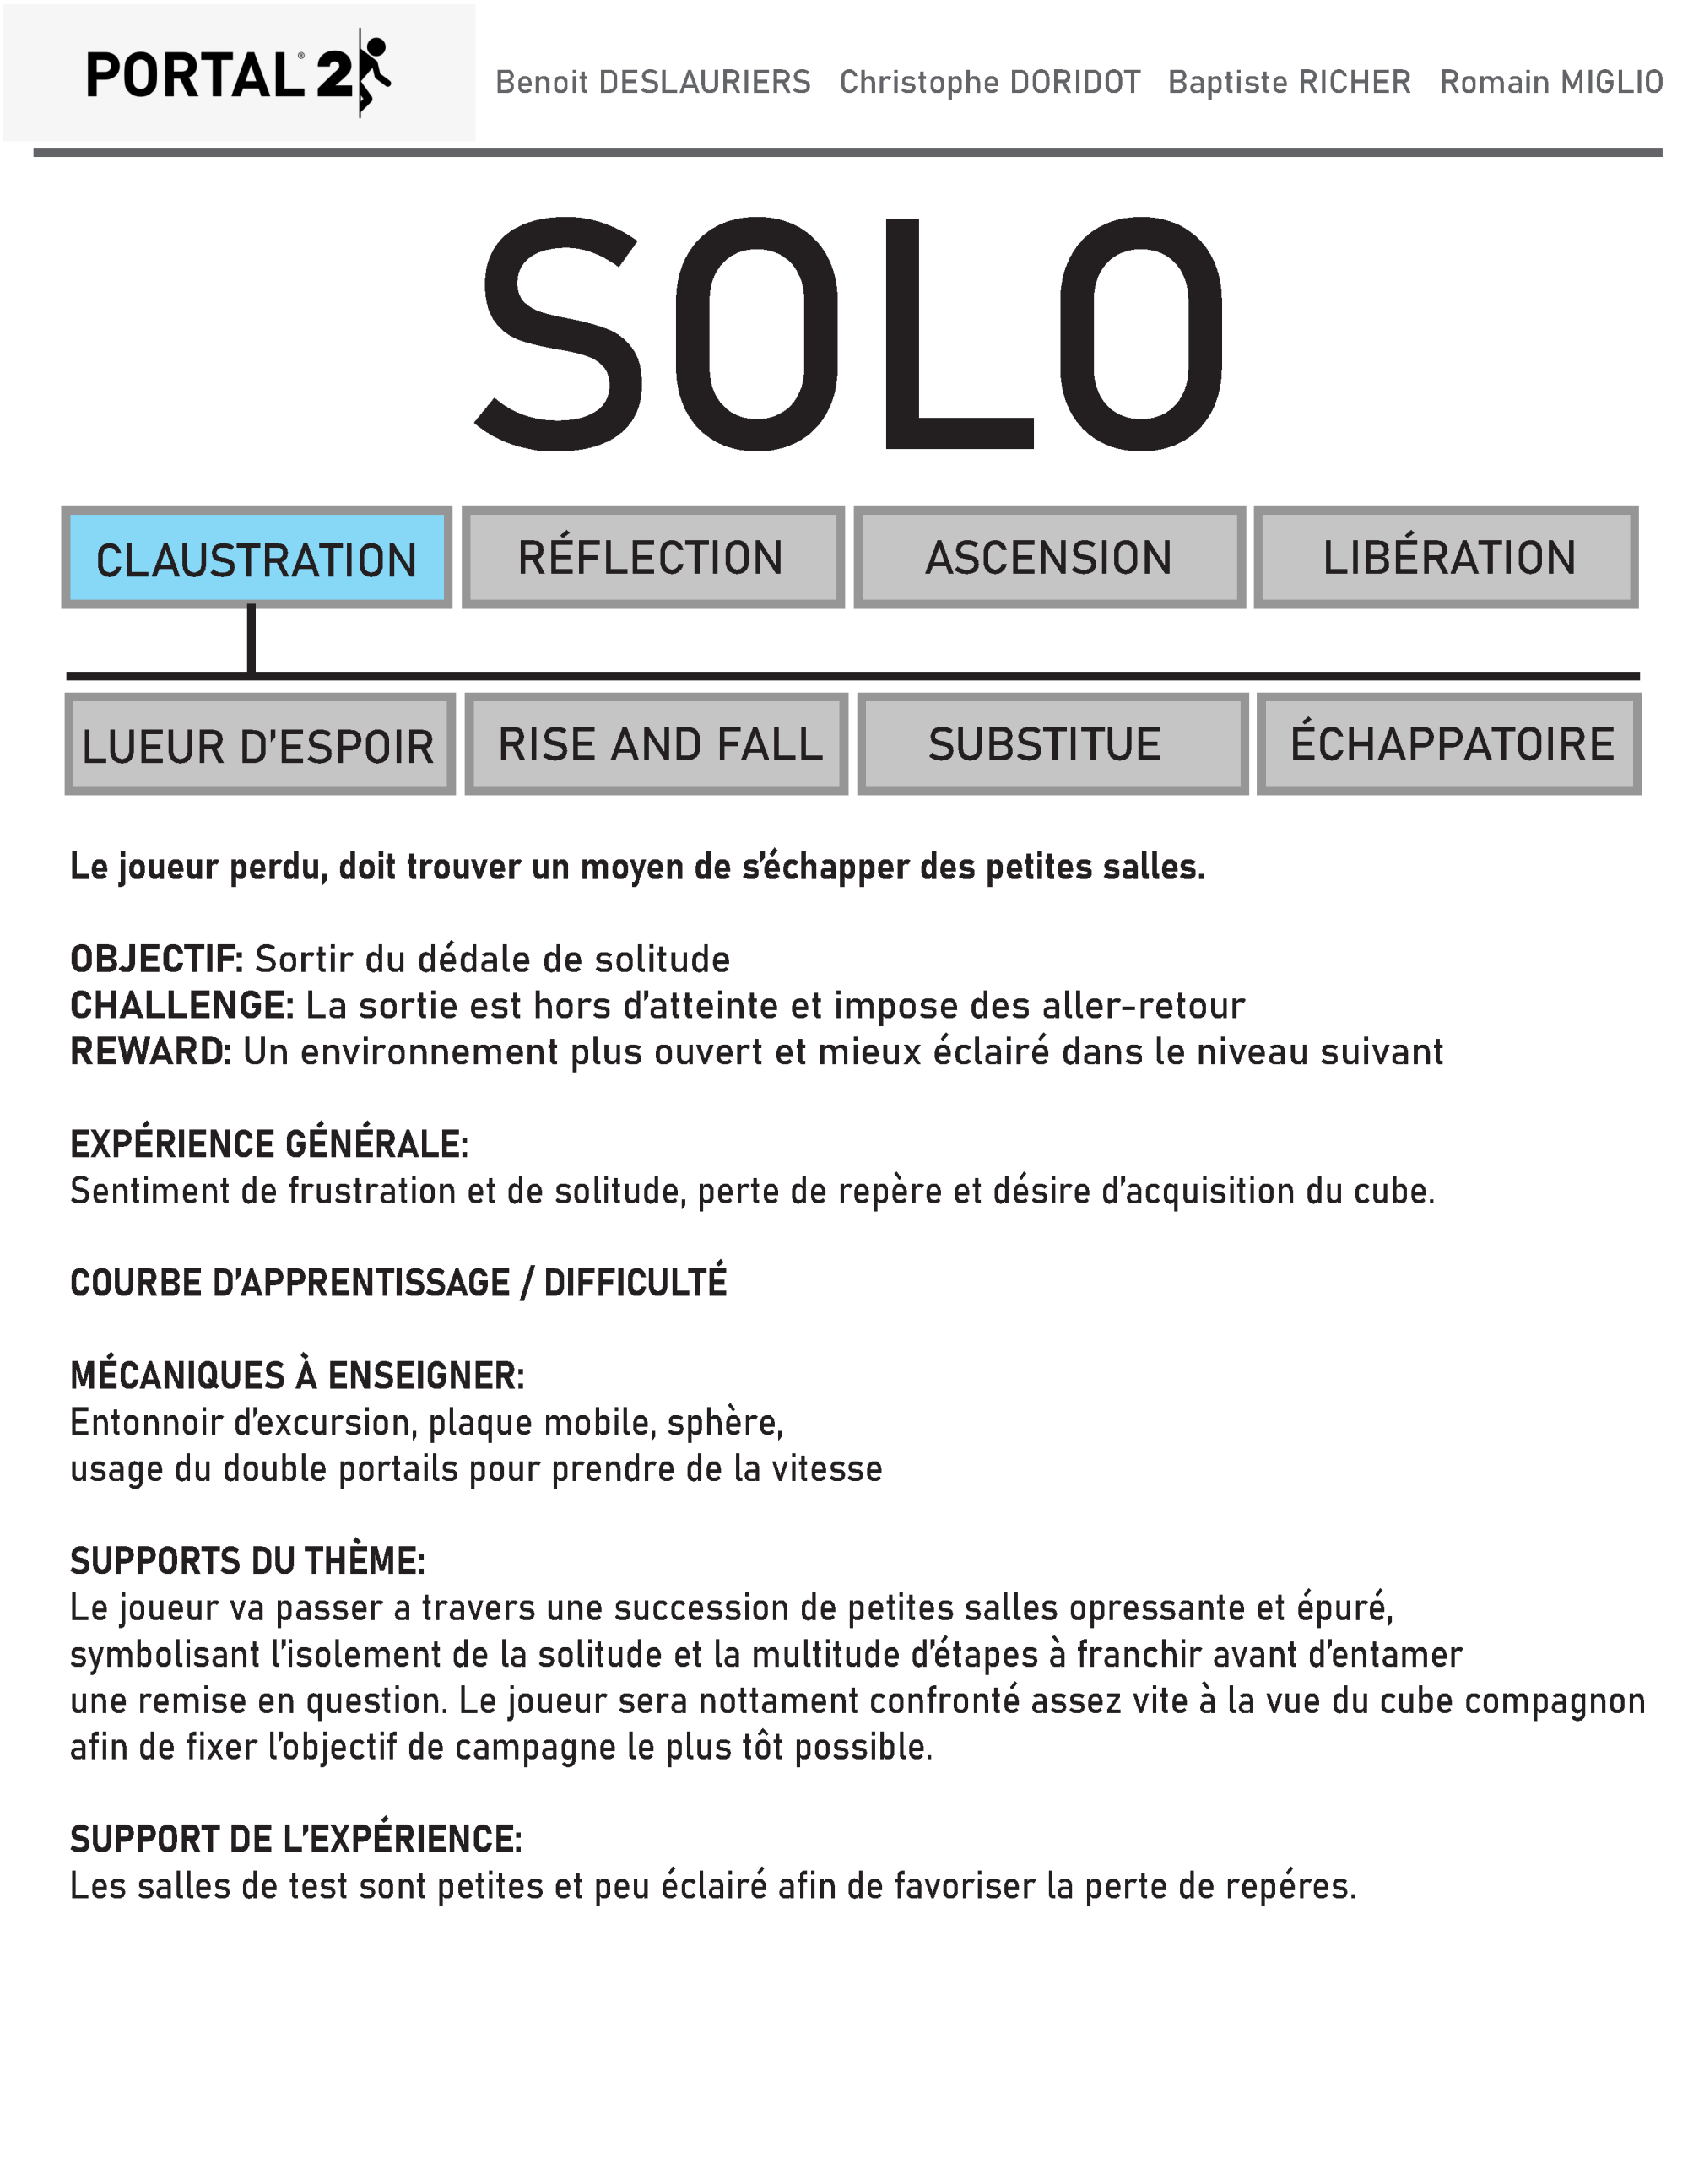 PORTAL® 2
Benoit DESLAURIERS Christophe DORIDOT Baptiste RICHER Romain MIGLIO
SOLO
CLAUSTRATION RÉFLECTION ASCENSION LIBÉRATION
LUEUR D'ESPOIR RISE AND FALL SUBSTITUE ÉCHAPPATOIRE
Le joueur perdu, doit trouver un moyen de s'échapper des petites salles.
OBJECTIF: Sortir du dédale de solitude
CHALLENGE: La sortie est hors d'atteinte et impose des aller-retour
REWARD: Un environnement plus ouvert et mieux éclairé dans le niveau suivant
EXPÉRIENCE GÉNÉRALE:
Sentiment de frustration et de solitude, perte de repère et désire d'acquisition du cube.
COURBE D'APPRENTISSAGE / DIFFICULTÉ
MÉCANIQUES À ENSEIGNER:
Entonnoir d'excursion, plaque mobile, sphère,
usage du double portails pour prendre de la vitesse
SUPPORTS DU THÈME:
Le joueur va passer a travers une succession de petites salles opressante et épuré,
symbolisant l'isolement de la solitude et la multitude d'étapes à franchir avant d'entamer
une remise en question. Le joueur sera nottament confronté assez vite à la vue du cube compagnon
afin de fixer l'objectif de campagne le plus tôt possible.
SUPPORT DE L'EXPÉRIENCE:
Les salles de test sont petites et peu éclairé afin de favoriser la perte de repéres.